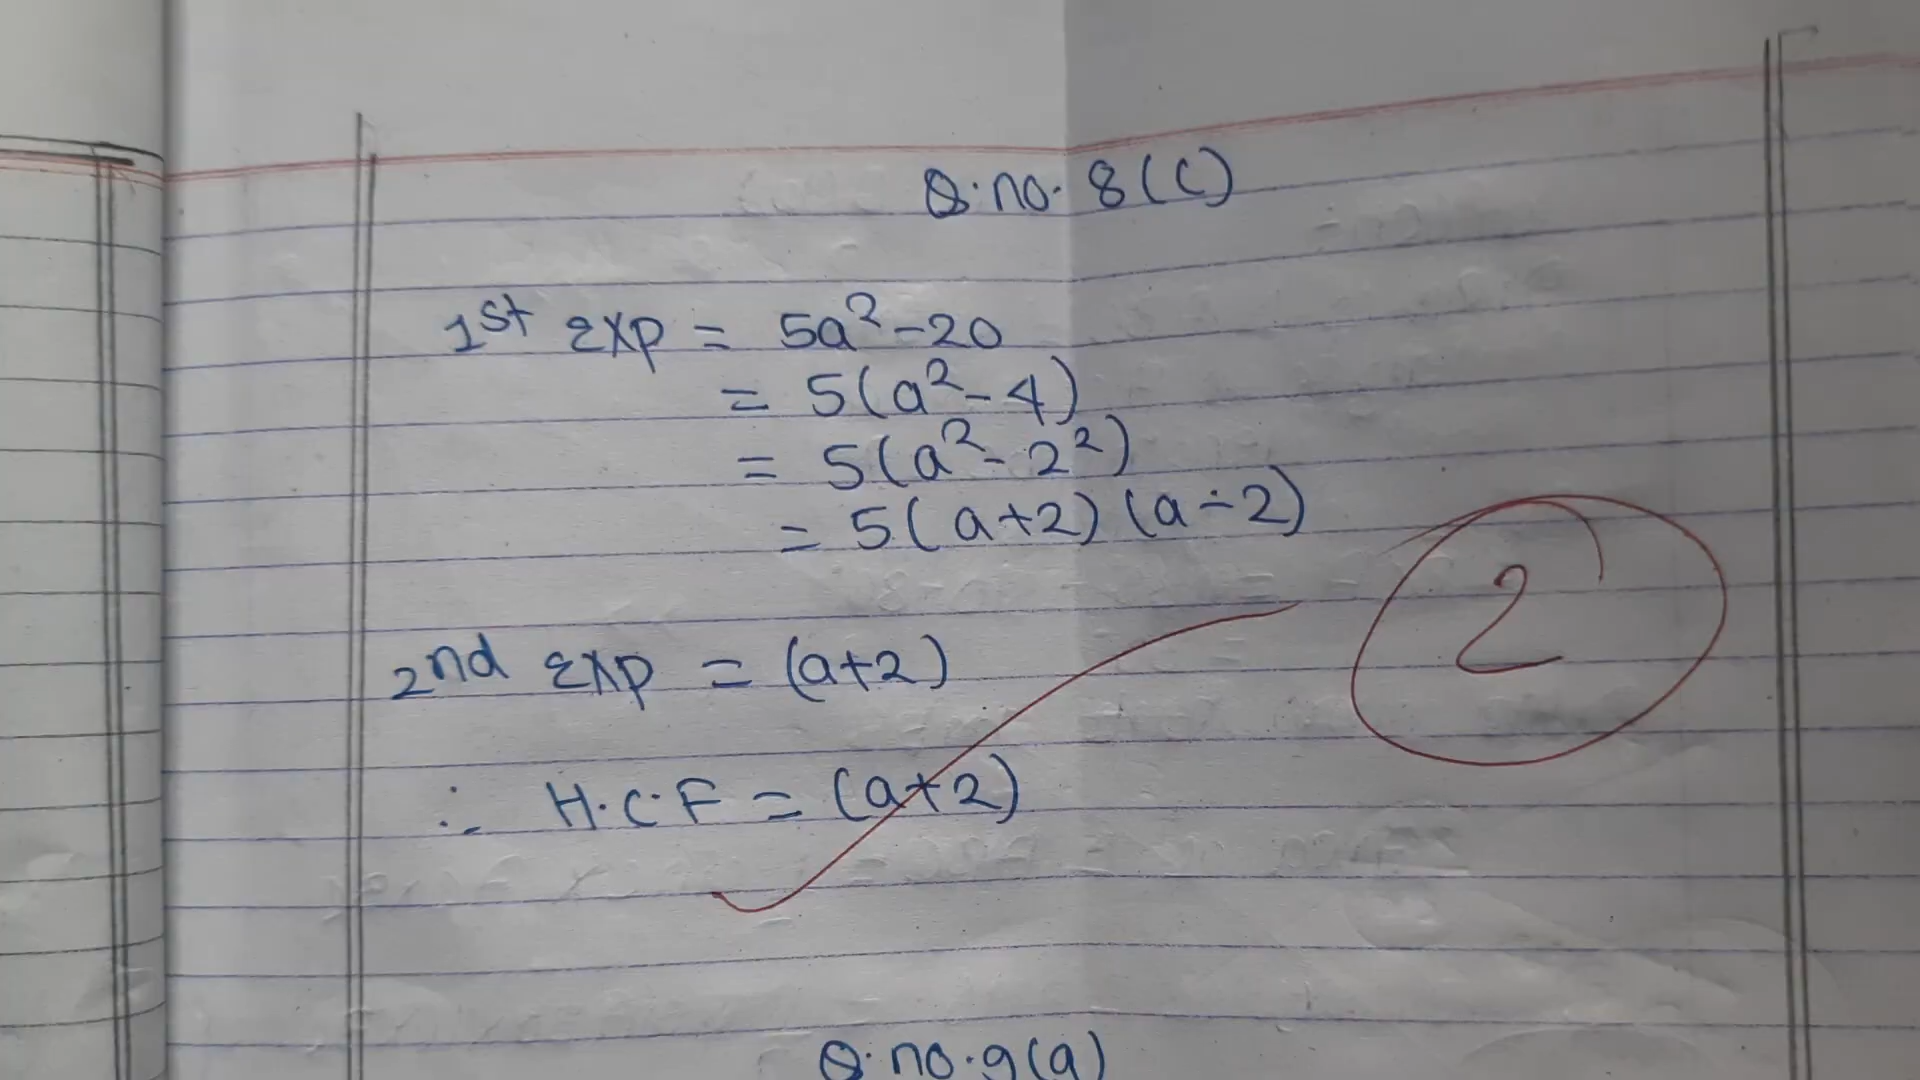 Q.no. 8(c)
1st exp = 5a²-20
= 5(a²-4)
= 5(a²-2²)
= 5(a+2)(a-2)
2
2nd exp = (a+2)
∴ H.C.F = (a+2)
Q.no.9(a)